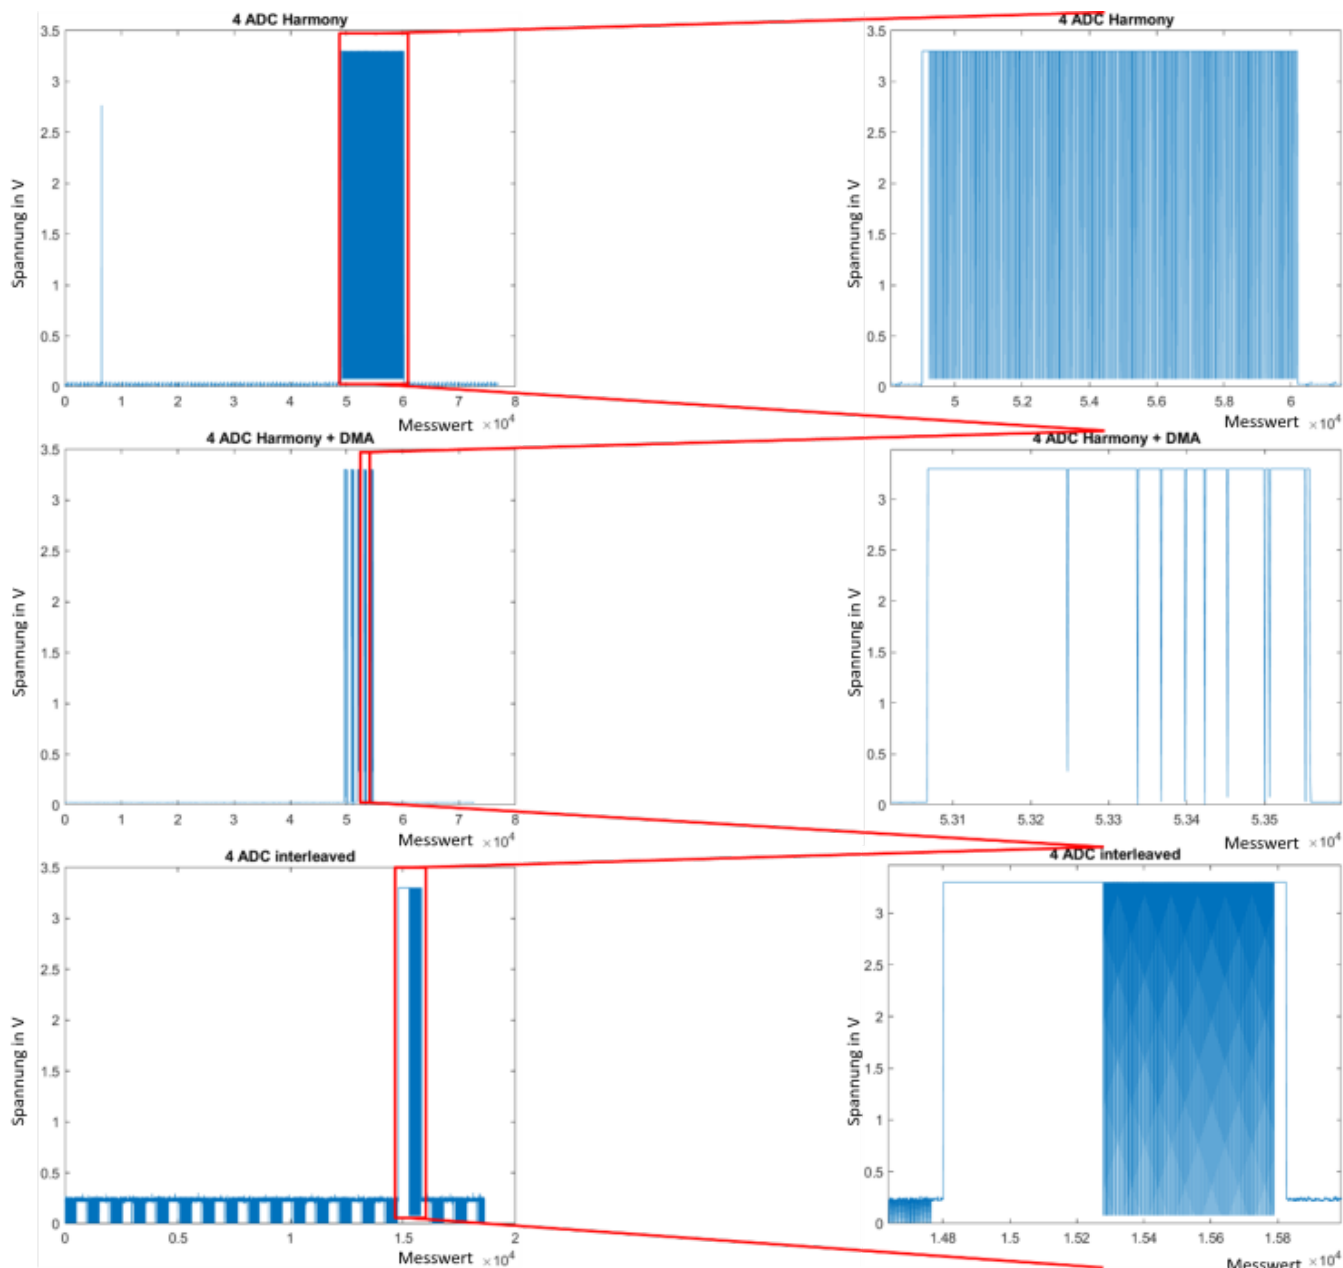 4 ADC Harmony
3.5
3
2.5
2
1.5
1
0.5
0
Spannung in V
0 1 2 3 4 5 6 7 8
Messwert ×10⁴
4 ADC Harmony
3.5
3
2.5
2
1.5
1
0.5
0
Spannung in V
5 5.2 5.4 5.6 5.8 6
Messwert ×10⁴
4 ADC Harmony + DMA
3.5
3
2.5
2
1.5
1
0.5
0
Spannung in V
0 1 2 3 4 5 6 7 8
Messwert ×10⁴
4 ADC Harmony + DMA
3
2.5
2
1.5
1
0.5
0
Spannung in V
5.31 5.33 5.34 5.35
Messwert ×10⁴
4 ADC interleaved
3.5
3
2.5
2
1.5
1
0.5
0
Spannung in V
0 0.5 1 1.5 2
Messwert ×10⁴
4 ADC interleaved
3
2.5
2
1.5
1
0.5
0
Spannung in V
1.48 1.5 1.52 1.54 1.56 1.58
Messwert ×10⁴